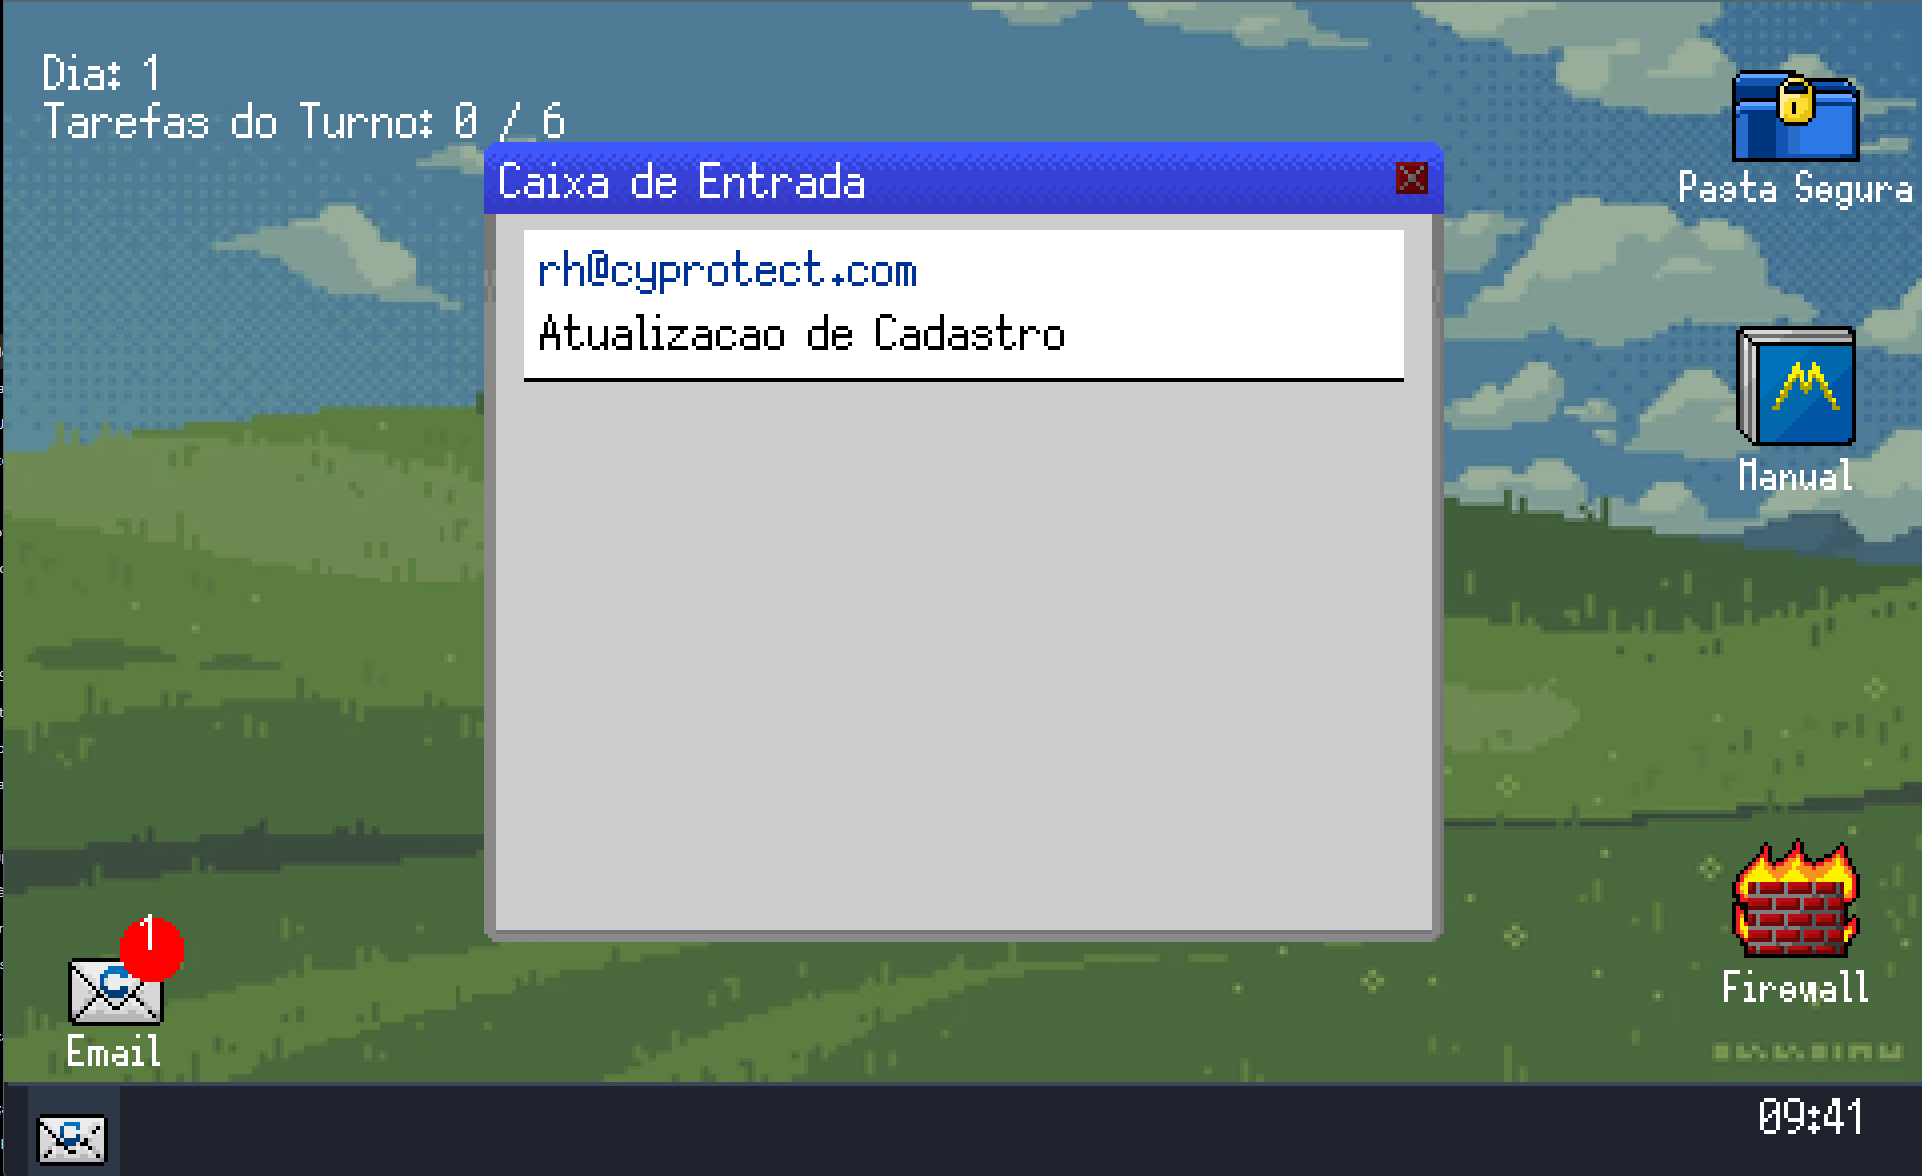 Dia: 1
Tarefas do Turno: 0 / 6
Caixa de Entrada
rh@cyprotect.com
Atualizacao de Cadastro
Pasta Segura
Manual
Firewall
1
Email
09:41